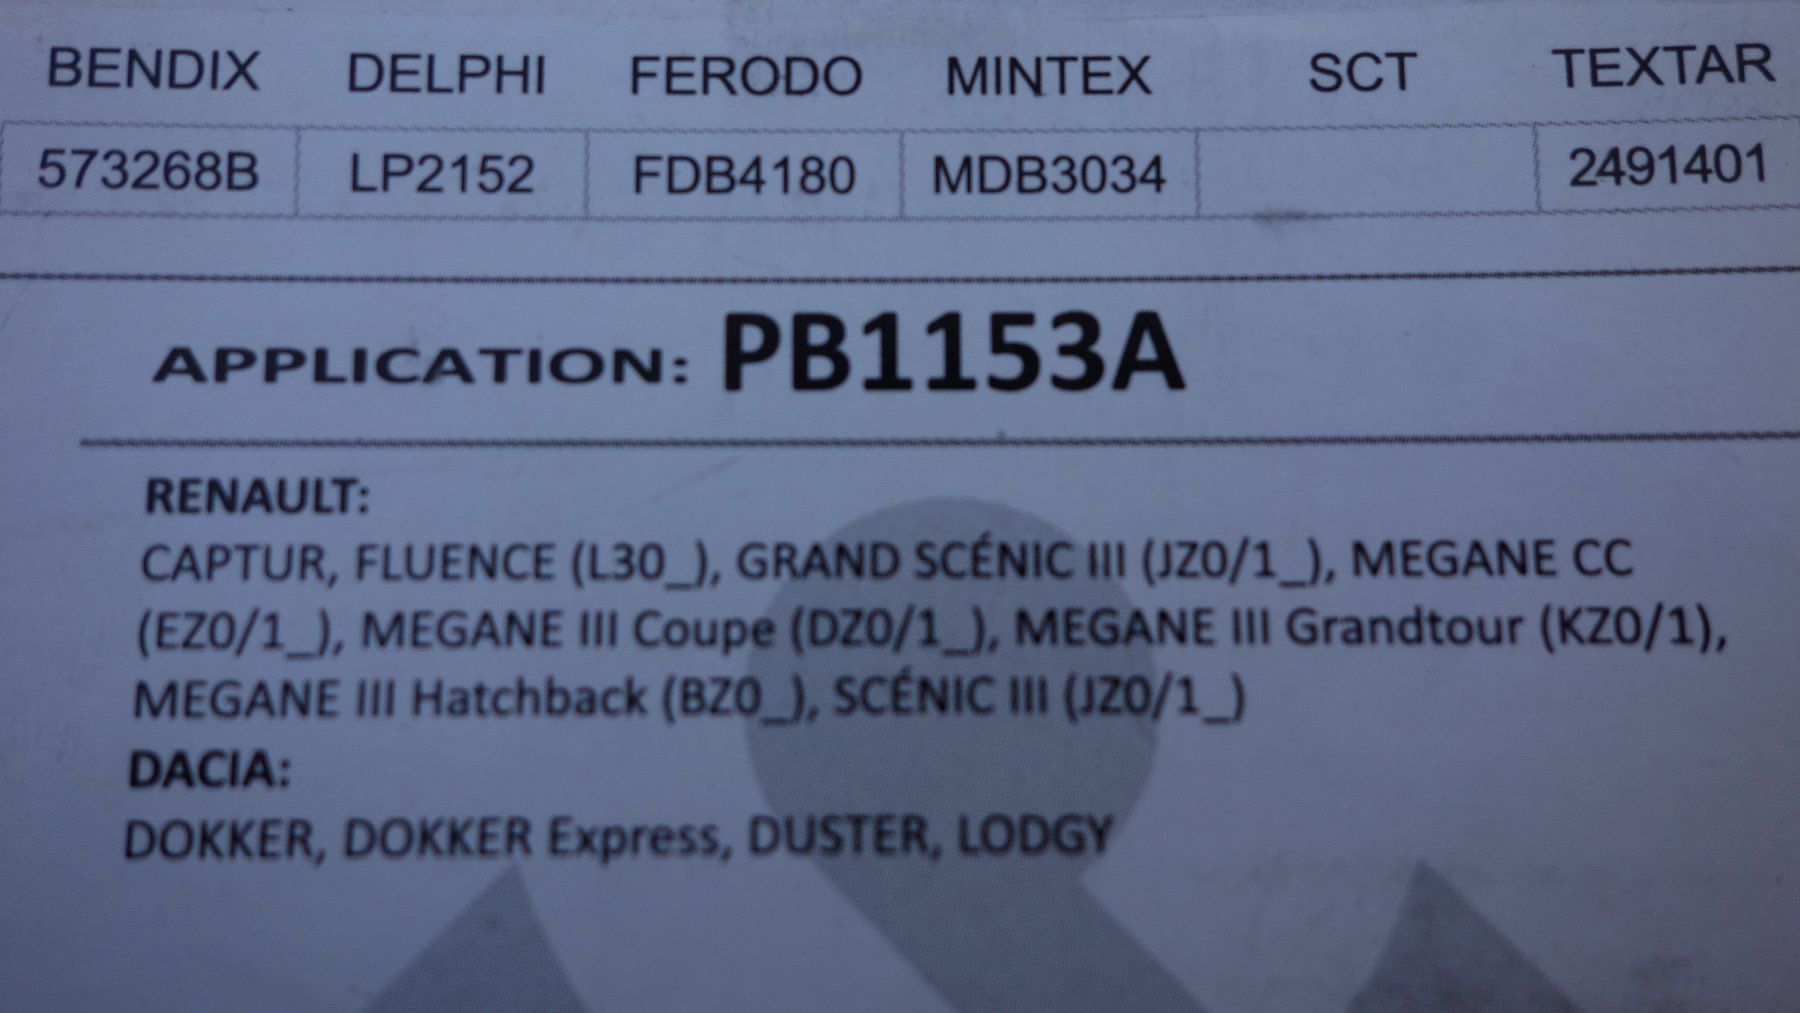 BENDIX DELPHI FERODO MINTEX SCT TEXTAR
573268B LP2152 FDB4180 MDB3034 2491401
APPLICATION: PB1153A
RENAULT:
CAPTUR, FLUENCE (L30_), GRAND SCÉNIC III (JZ0/1_), MEGANE CC
(EZ0/1_), MEGANE III Coupe (DZ0/1_), MEGANE III Grandtour (KZ0/1),
MEGANE III Hatchback (BZ0_), SCÉNIC III (JZ0/1_)
DACIA:
DOKKER, DOKKER Express, DUSTER, LODGY